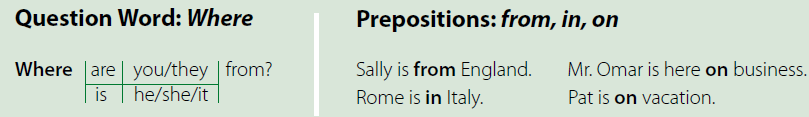 Question Word: Where
Where are you/they from?
is he/she/it
Prepositions: from, in, on
Sally is from England.
Rome is in Italy.
Mr. Omar is here on business.
Pat is on vacation.